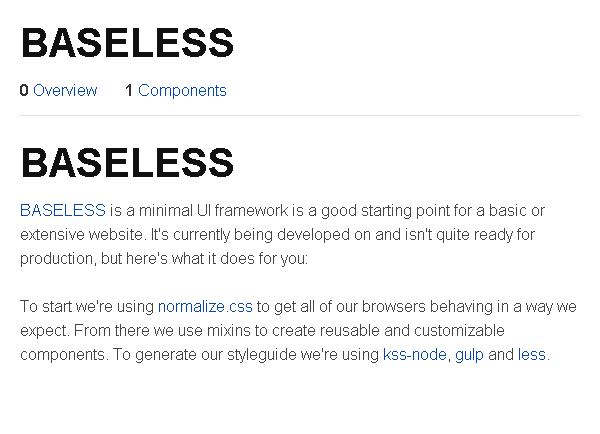 BASELESS
0 Overview 1 Components
BASELESS
BASELESS is a minimal UI framework is a good starting point for a basic or
extensive website. It's currently being developed on and isn't quite ready for
production, but here's what it does for you:
To start we're using normalize.css to get all of our browsers behaving in a way we
expect. From there we use mixins to create reusable and customizable
components. To generate our styleguide we're using kss-node, gulp and less.